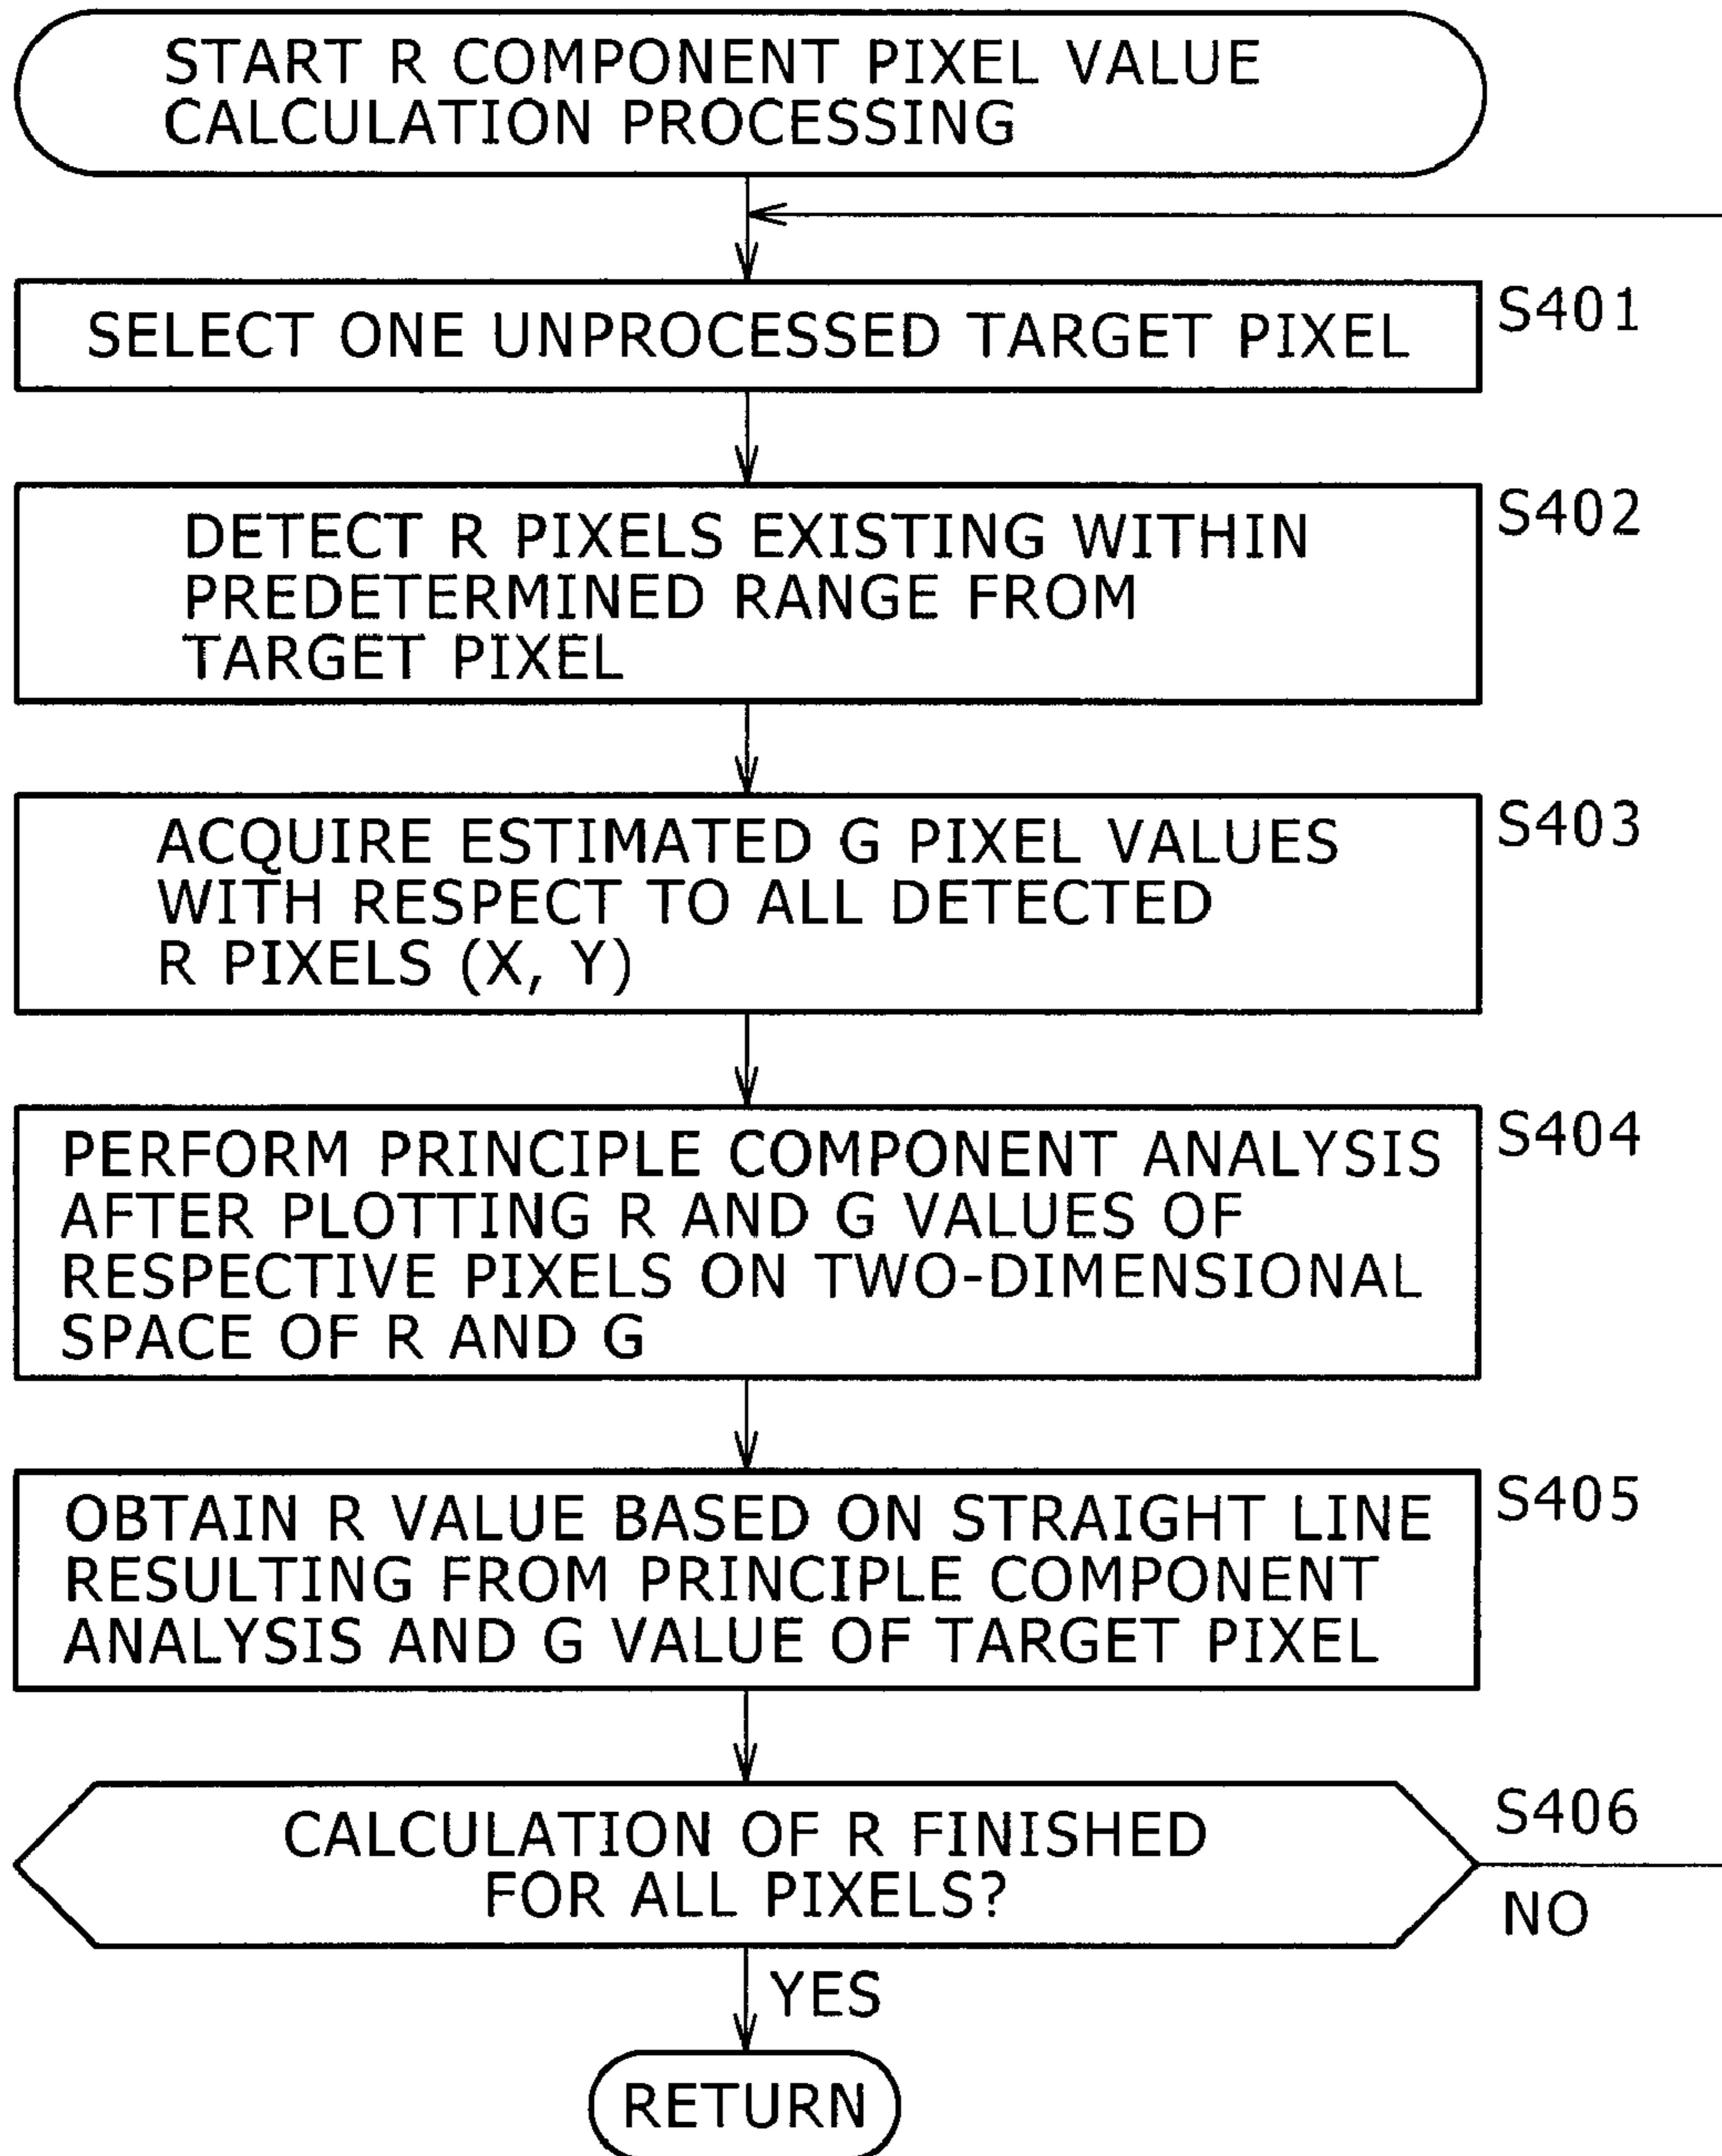 START R COMPONENT PIXEL VALUE
CALCULATION PROCESSING
SELECT ONE UNPROCESSED TARGET PIXEL
S401
DETECT R PIXELS EXISTING WITHIN
PREDETERMINED RANGE FROM
TARGET PIXEL
S402
ACQUIRE ESTIMATED G PIXEL VALUES
WITH RESPECT TO ALL DETECTED
R PIXELS (X, Y)
S403
PERFORM PRINCIPLE COMPONENT ANALYSIS
AFTER PLOTTING R AND G VALUES OF
RESPECTIVE PIXELS ON TWO-DIMENSIONAL
SPACE OF R AND G
S404
OBTAIN R VALUE BASED ON STRAIGHT LINE
RESULTING FROM PRINCIPLE COMPONENT
ANALYSIS AND G VALUE OF TARGET PIXEL
S405
CALCULATION OF R FINISHED
FOR ALL PIXELS?
S406
NO
YES
RETURN